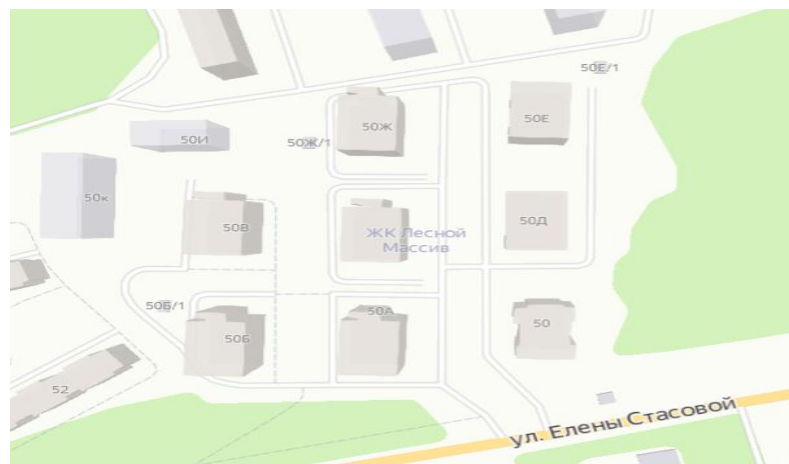 50Е/1
50Ж
50Е
50И
50Ж/1
50к
50В
50Д
ЖК Лесной
Массив
50Б/1
50А
50Б
50
52
ул. Елены Стасовой